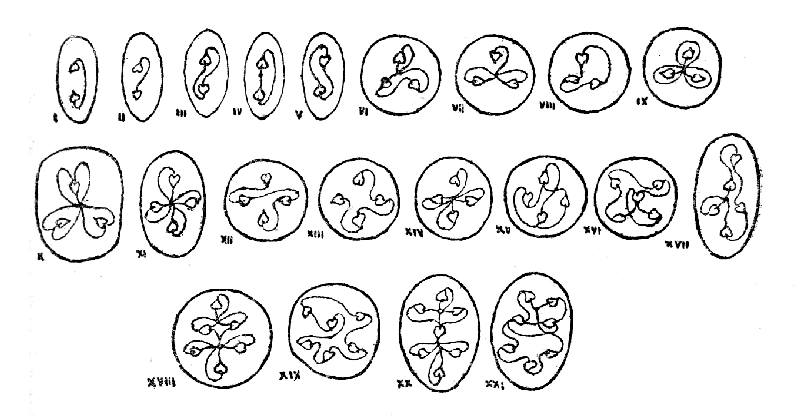 I II III IV V VI VII VIII IX
X XI XII XIII XIV XV XVI XVII
XVIII XIX XX XXI